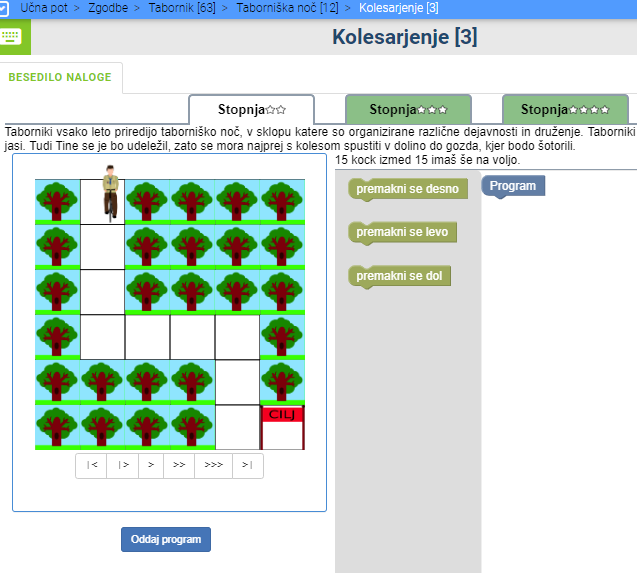 Učna pot > Zgodbe > Tabornik [63] > Taborniška noč [12] > Kolesarjenje [3]
Kolesarjenje [3]
BESEDILO NALOGE
Stopnja☆☆ Stopnja☆☆☆ Stopnja☆☆☆☆
Taborniki vsako leto priredijo taborniško noč, v sklopu katere so organizirane različne dejavnosti in druženje. Taborniki
jasi. Tudi Tine se je bo udeležil, zato se mora najprej s kolesom spustiti v dolino do gozda, kjer bodo šotorili.
15 kock izmed 15 imaš še na voljo.
premakni se desno
Program
premakni se levo
premakni se dol
CILJ
|< |> > >> >>> >|
Oddaj program